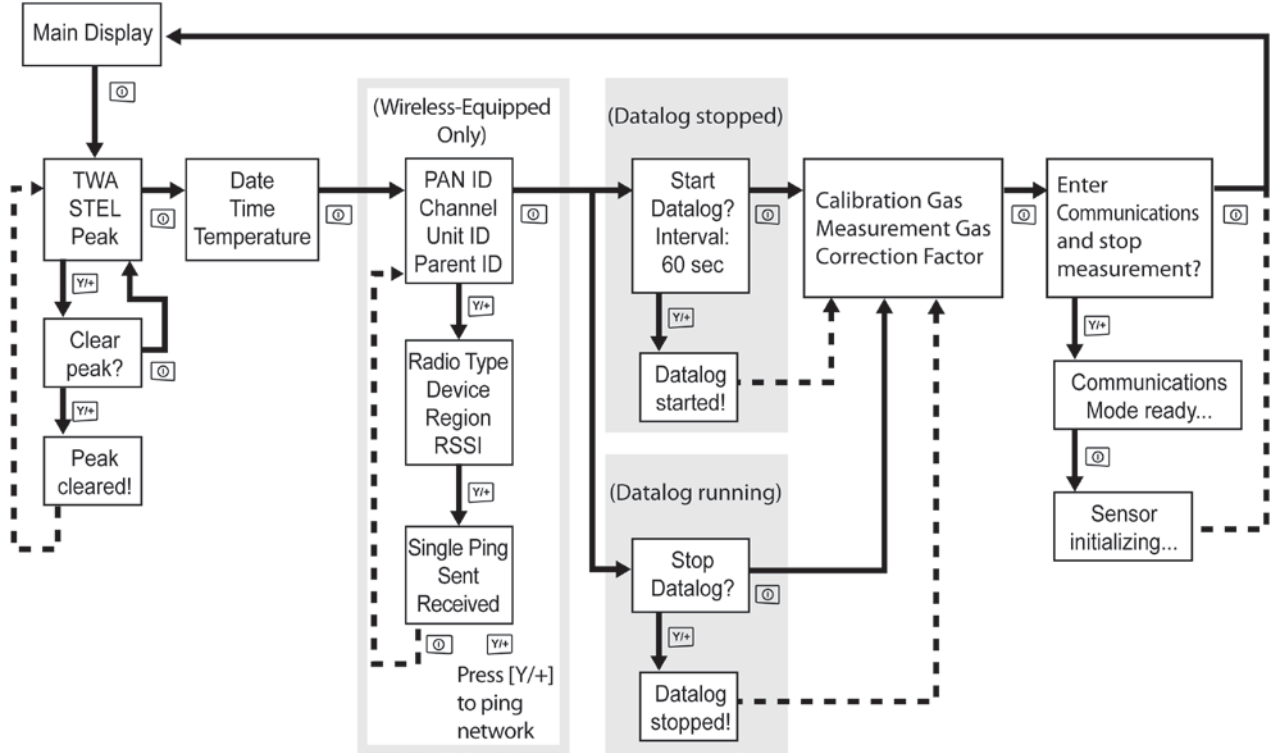 Main Display
TWA
STEL
Peak
Y/+
Clear
peak?
Y/+
Peak
cleared!
Date
Time
Temperature
(Wireless-Equipped
Only)
PAN ID
Channel
Unit ID
Parent ID
Y/+
Radio Type
Device
Region
RSSI
Y/+
Single Ping
Sent
Received
Y/+
Press [Y/+]
to ping
network
(Datalog stopped)
Start
Datalog?
Interval:
60 sec
Y/+
Datalog
started!
(Datalog running)
Stop
Datalog?
Y/+
Datalog
stopped!
Calibration Gas
Measurement Gas
Correction Factor
Enter
Communications
and stop
measurement?
Y/+
Communications
Mode ready...
Sensor
initializing...